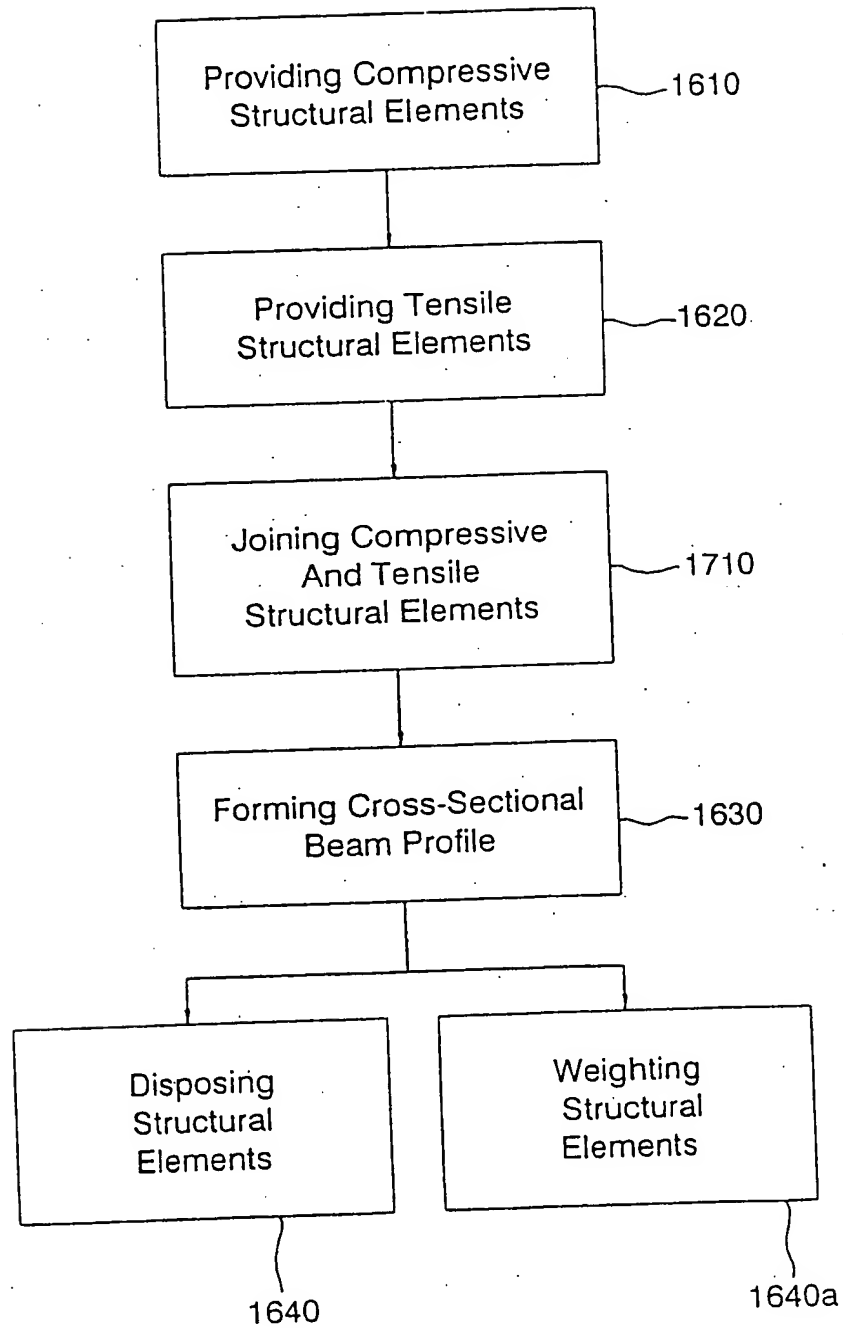 Providing Compressive
Structural Elements
1610
Providing Tensile
Structural Elements
1620
Joining Compressive
And Tensile
Structural Elements
1710
Forming Cross-Sectional
Beam Profile
1630
Disposing
Structural
Elements
Weighting
Structural
Elements
1640
1640a